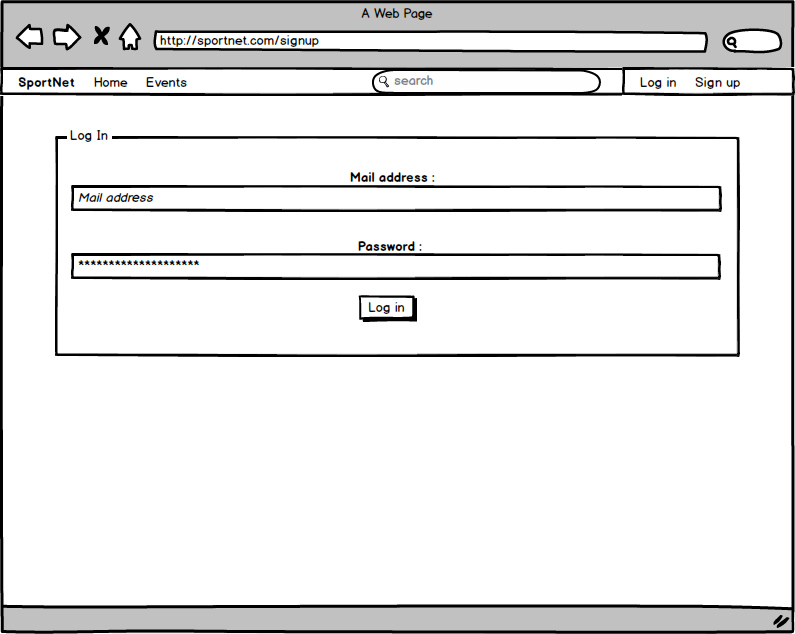 A Web Page
http://sportnet.com/signup
SportNet Home Events search Log in Sign up
Log In
Mail address :
Mail address
Password :
********************
Log in